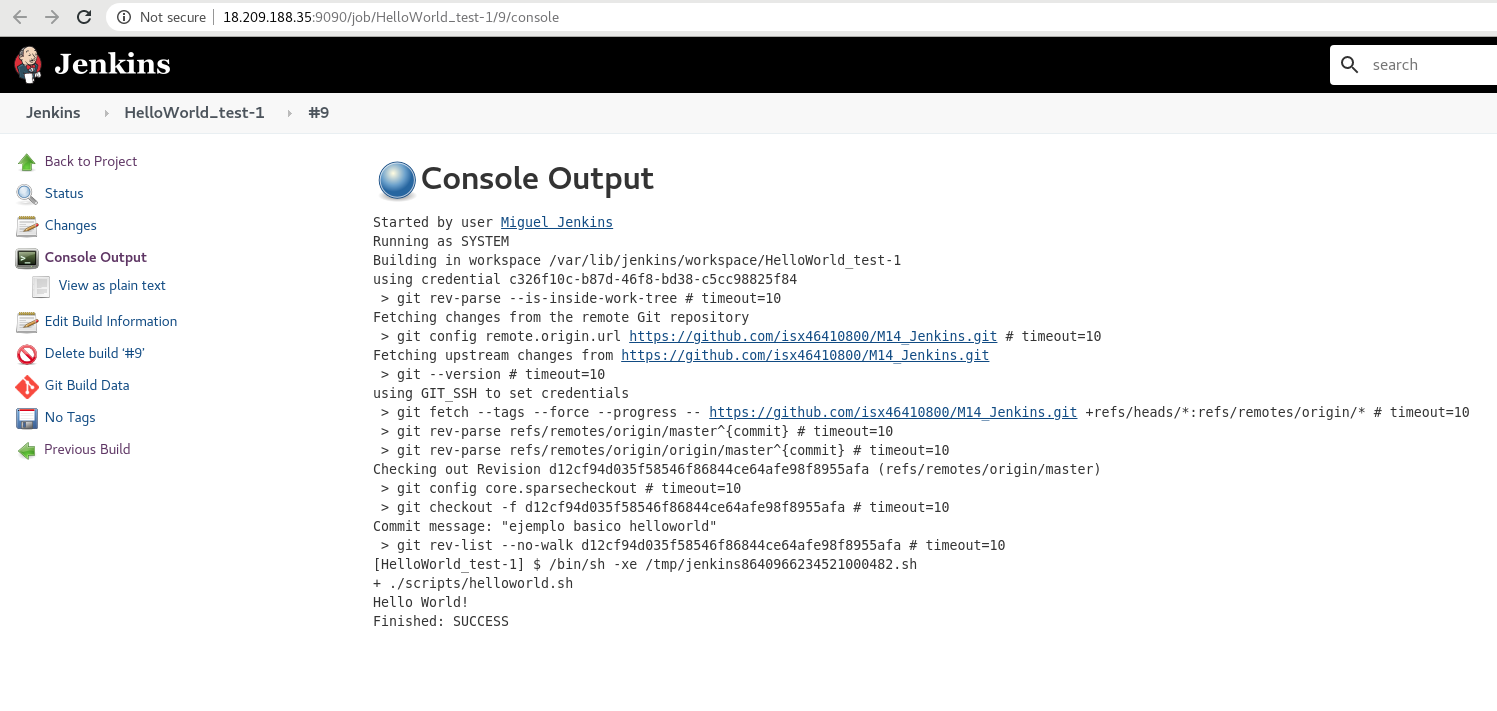 Not secure | 18.209.188.35:9090/job/HelloWorld_test-1/9/console
Jenkins
search
Jenkins
HelloWorld_test-1
#9
Back to Project
Status
Changes
Console Output
View as plain text
Edit Build Information
Delete build ‘#9’
Git Build Data
No Tags
Previous Build
Console Output
Started by user Miguel Jenkins
Running as SYSTEM
Building in workspace /var/lib/jenkins/workspace/HelloWorld_test-1
using credential c326f10c-b87d-46f8-bd38-c5cc98825f84
 > git rev-parse --is-inside-work-tree # timeout=10
Fetching changes from the remote Git repository
 > git config remote.origin.url https://github.com/isx46410800/M14_Jenkins.git # timeout=10
Fetching upstream changes from https://github.com/isx46410800/M14_Jenkins.git
 > git --version # timeout=10
using GIT_SSH to set credentials 
 > git fetch --tags --force --progress -- https://github.com/isx46410800/M14_Jenkins.git +refs/heads/*:refs/remotes/origin/* # timeout=10
 > git rev-parse refs/remotes/origin/master^{commit} # timeout=10
 > git rev-parse refs/remotes/origin/origin/master^{commit} # timeout=10
Checking out Revision d12cf94d035f58546f86844ce64afe98f8955afa (refs/remotes/origin/master)
 > git config core.sparsecheckout # timeout=10
 > git checkout -f d12cf94d035f58546f86844ce64afe98f8955afa # timeout=10
Commit message: "ejemplo basico helloworld"
 > git rev-list --no-walk d12cf94d035f58546f86844ce64afe98f8955afa # timeout=10
[HelloWorld_test-1] $ /bin/sh -xe /tmp/jenkins8640966234521000482.sh
+ ./scripts/helloworld.sh
Hello World!
Finished: SUCCESS